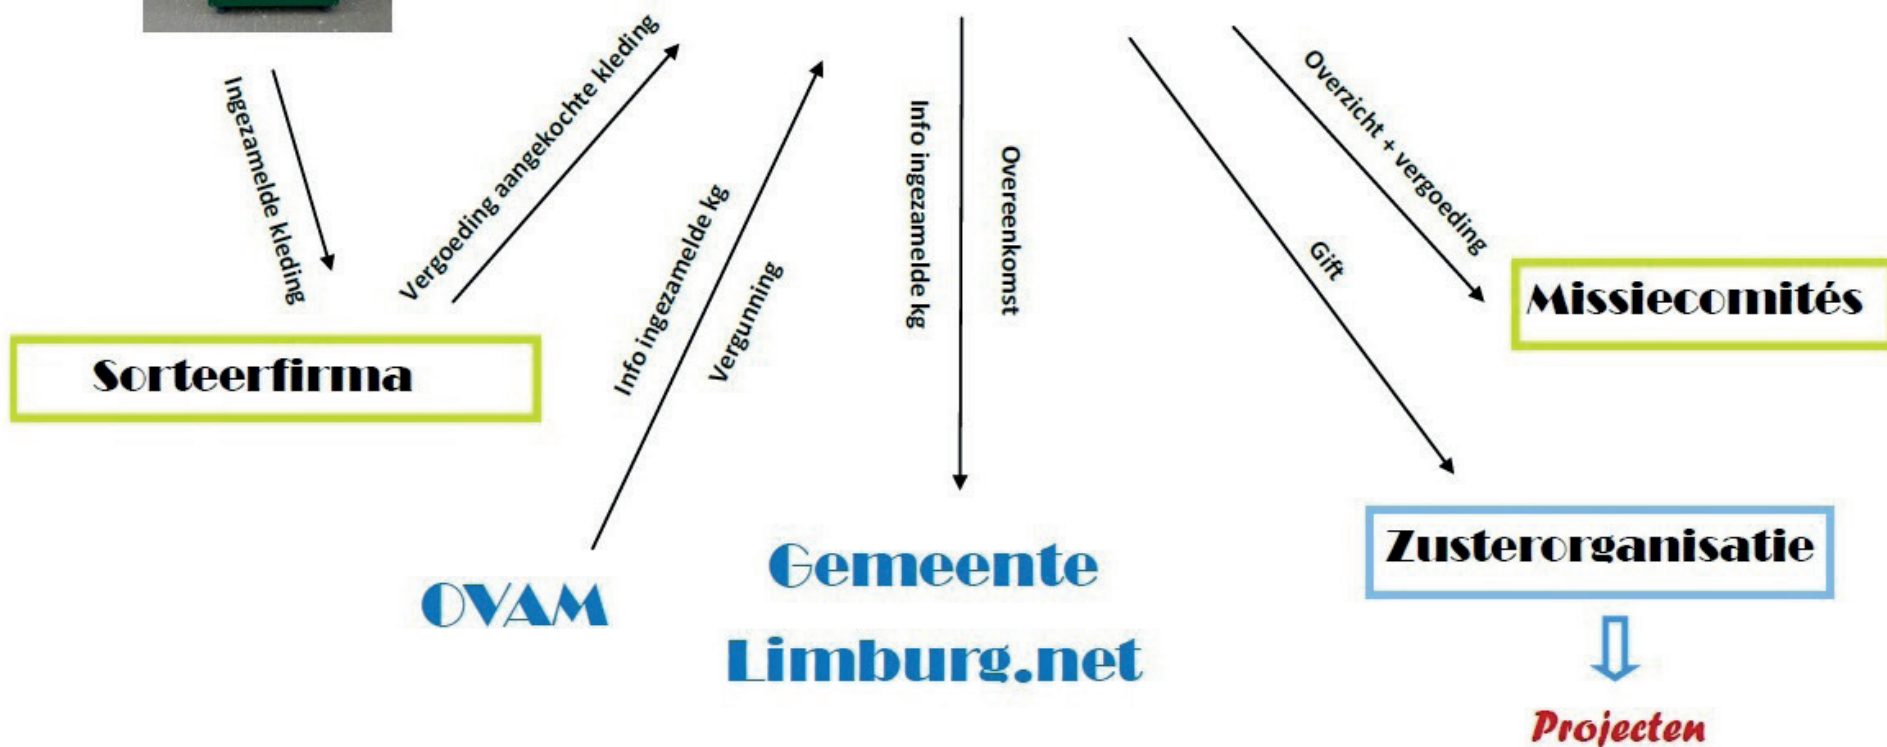 Ingezamelde kleding
Vergoeding aangekochte kleding
Info ingezamelde kg
Vergunning
Info ingezamelde kg
Overeenkomst
Overzicht + vergoeding
Gift
Missiecomités
Sorteerfirma
Zusterorganisatie
OVAM
Gemeente
Limburg.net
Projecten